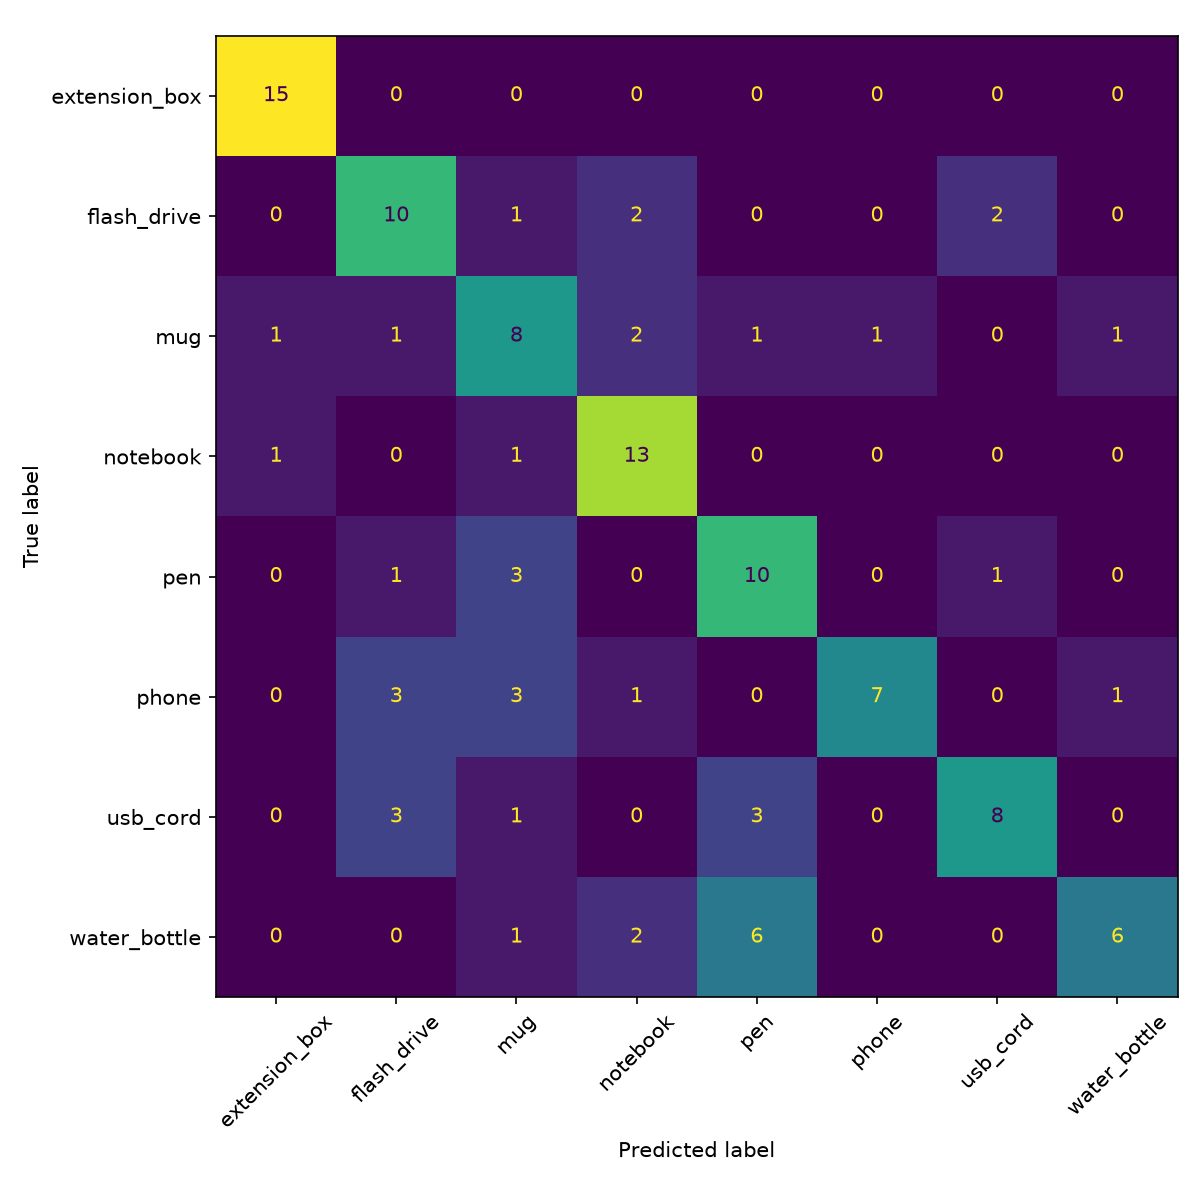 extension_box 15 0 0 0 0 0 0 0
flash_drive 0 10 1 2 0 0 2 0
mug 1 1 8 2 1 1 0 1
notebook 1 0 1 13 0 0 0 0
pen 0 1 3 0 10 0 1 0
phone 0 3 3 1 0 7 0 1
usb_cord 0 3 1 0 3 0 8 0
water_bottle 0 0 1 2 6 0 0 6
True label
extension_box flash_drive mug notebook pen phone usb_cord water_bottle
Predicted label